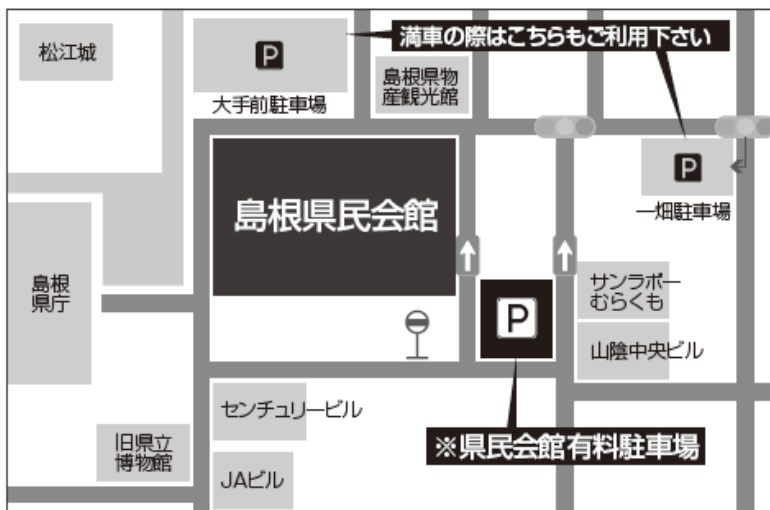 松江城
P
大手前駐車場
満車の際はこちらもご利用下さい
島根県物
産観光館
P
一畑駐車場
島根県民会館
島根
県庁
P
サンラポー
むらくも
山陰中央ビル
センチュリービル
※県民会館有料駐車場
旧県立
博物館
JAビル